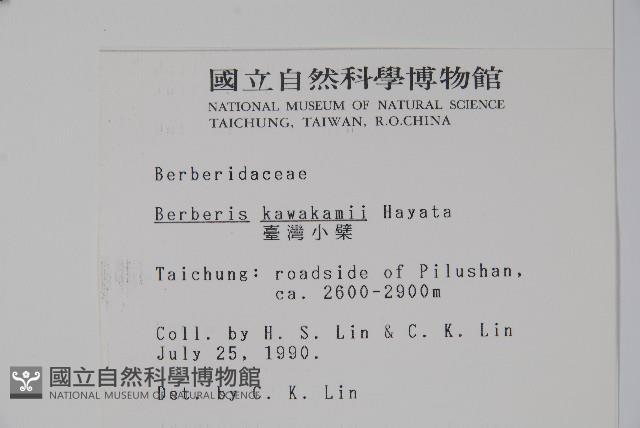 國立自然科學博物館
NATIONAL MUSEUM OF NATURAL SCIENCE
TAICHUNG, TAIWAN, R.O.CHINA
Berberidaceae
Berberis kawakamii Hayata
臺灣小檗
Taichung: roadside of Pilushan,
ca. 2600-2900m
Coll. by H. S. Lin & C. K. Lin
July 25, 1990.
Det. by C. K. Lin
國立自然科學博物館
NATIONAL MUSEUM OF NATURAL SCIENCE